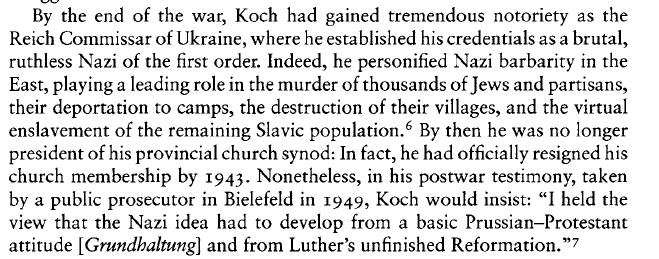 By the end of the war, Koch had gained tremendous notoriety as the
Reich Commissar of Ukraine, where he established his credentials as a brutal,
ruthless Nazi of the first order. Indeed, he personified Nazi barbarity in the
East, playing a leading role in the murder of thousands of Jews and partisans,
their deportation to camps, the destruction of their villages, and the virtual
enslavement of the remaining Slavic population.⁶ By then he was no longer
president of his provincial church synod: In fact, he had officially resigned his
church membership by 1943. Nonetheless, in his postwar testimony, taken
by a public prosecutor in Bielefeld in 1949, Koch would insist: “I held the
view that the Nazi idea had to develop from a basic Prussian–Protestant
attitude [Grundhaltung] and from Luther’s unfinished Reformation.”⁷